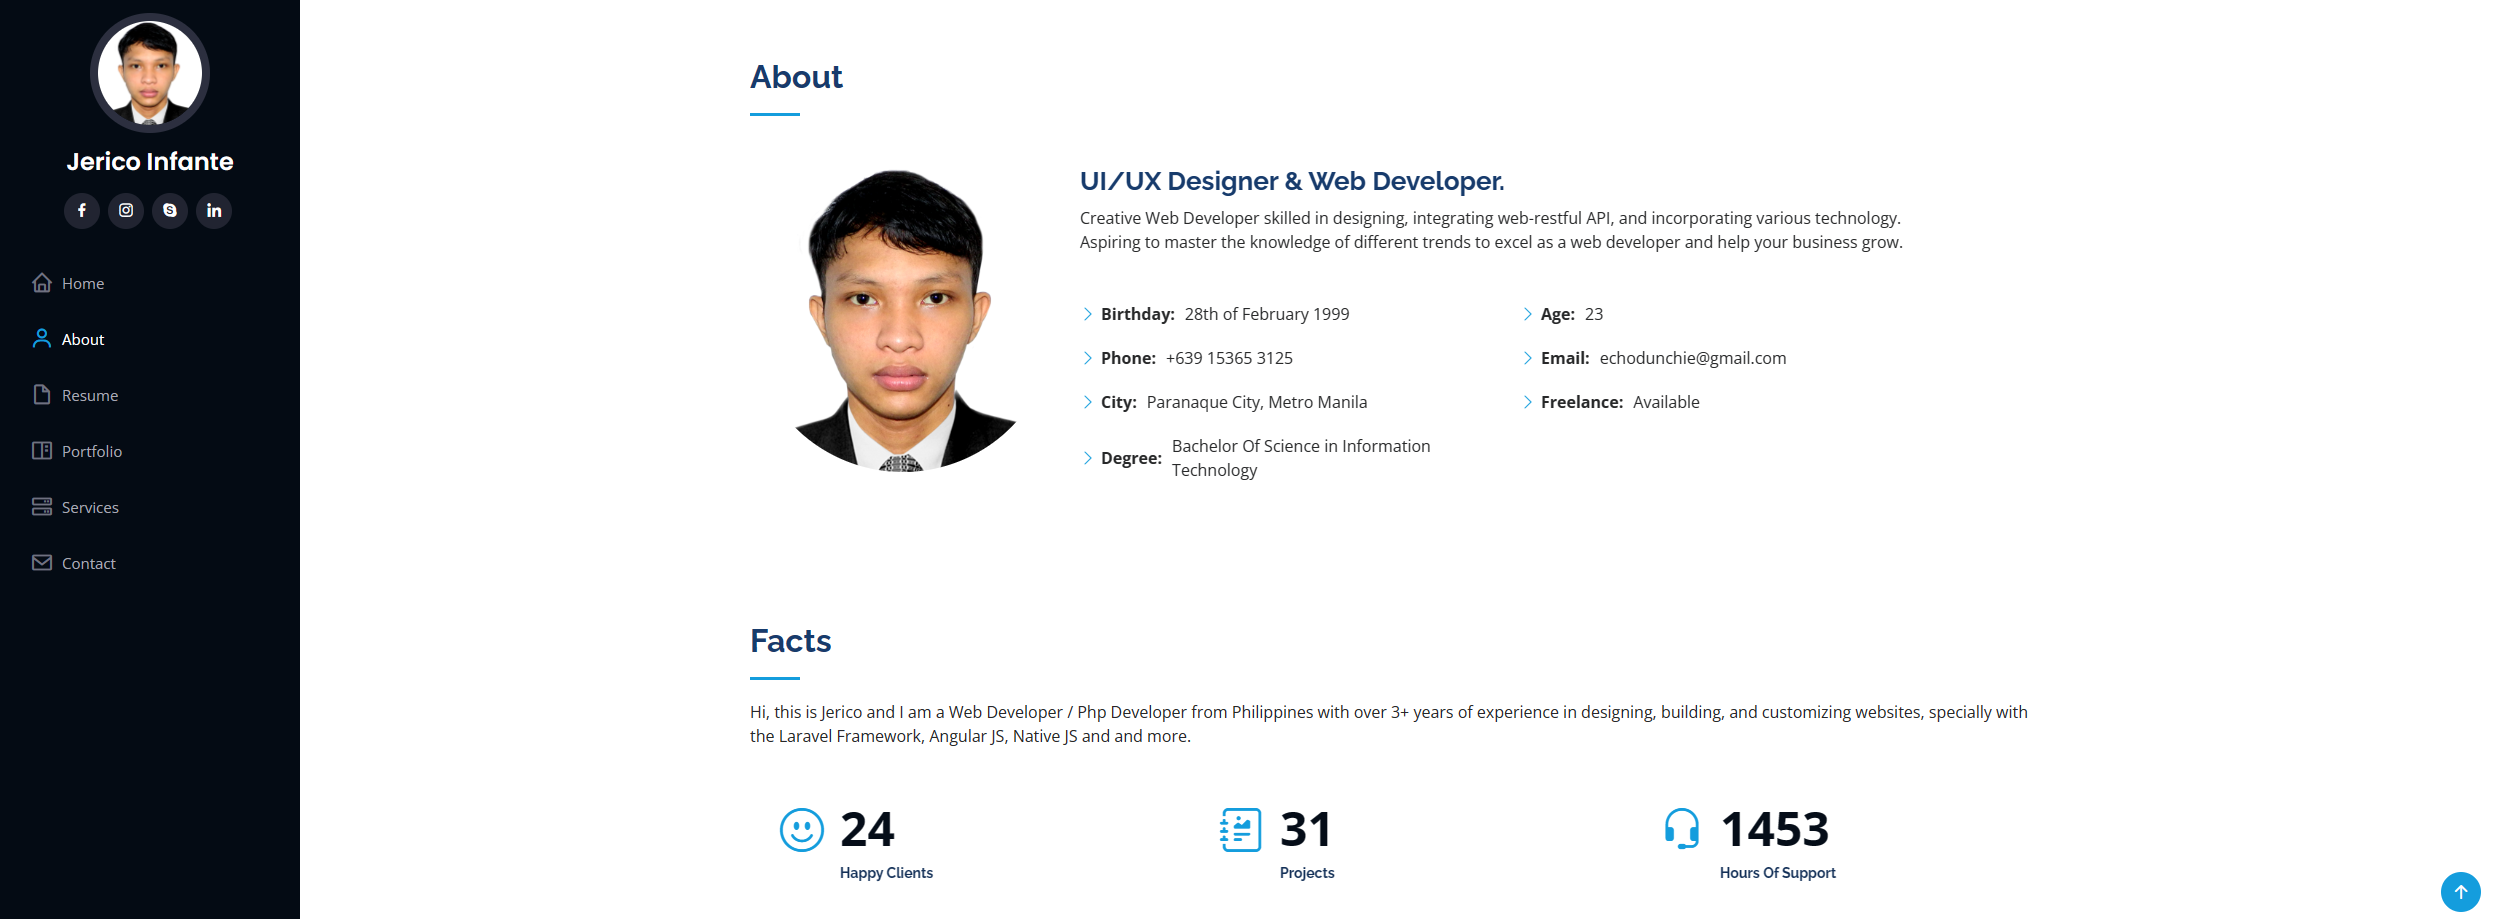 Jerico Infante
Home
About
Resume
Portfolio
Services
Contact
About
UI/UX Designer & Web Developer.
Creative Web Developer skilled in designing, integrating web-restful API, and incorporating various technology.
Aspiring to master the knowledge of different trends to excel as a web developer and help your business grow.
Birthday: 28th of February 1999
Phone: +639 15365 3125
City: Paranaque City, Metro Manila
Degree: Bachelor Of Science in Information
Technology
Age: 23
Email: echodunchie@gmail.com
Freelance: Available
Facts
Hi, this is Jerico and I am a Web Developer / Php Developer from Philippines with over 3+ years of experience in designing, building, and customizing websites, specially with
the Laravel Framework, Angular JS, Native JS and and more.
24
Happy Clients
31
Projects
1453
Hours Of Support